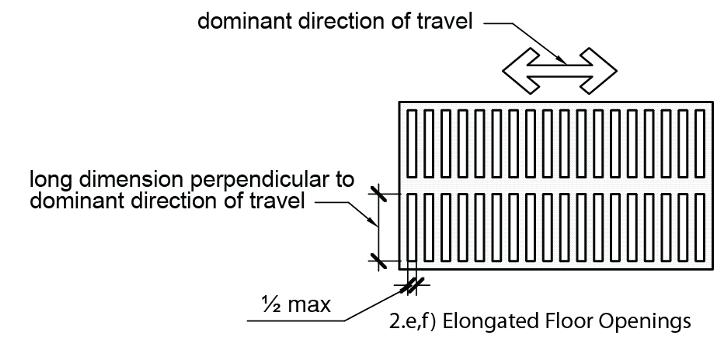 dominant direction of travel
long dimension perpendicular to
dominant direction of travel
½ max
2.e,f) Elongated Floor Openings